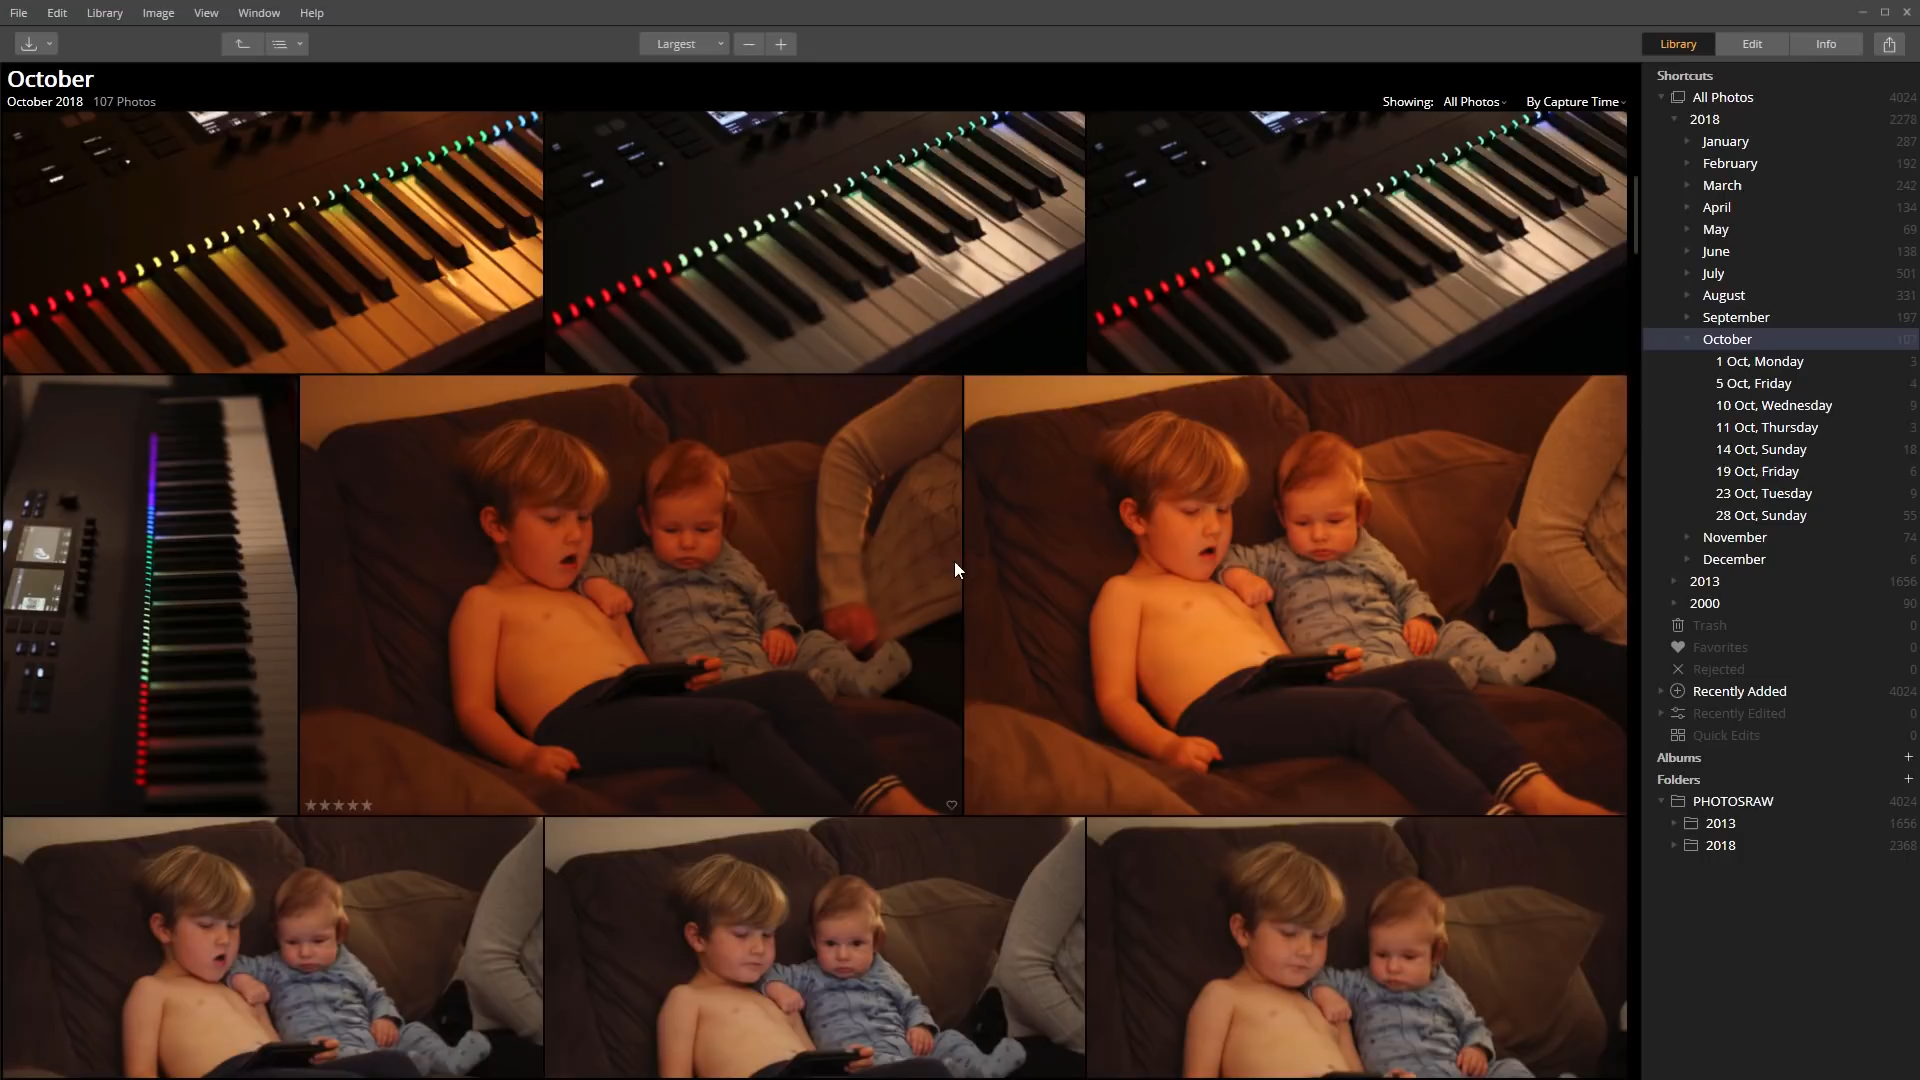 File Edit Library Image View Window Help
Largest
Library Edit Info
October
October 2018 107 Photos
Showing: All Photos By Capture Time
Shortcuts
All Photos 4024
2018 2278
January 287
February 192
March 242
April 134
May 69
June 138
July 501
August 331
September 197
October 107
1 Oct, Monday 3
5 Oct, Friday 4
10 Oct, Wednesday 9
11 Oct, Thursday 3
14 Oct, Sunday 18
19 Oct, Friday 6
23 Oct, Tuesday 9
28 Oct, Sunday 55
November 74
December 6
2013 1656
2000 90
Trash 0
Favorites 0
Rejected 0
Recently Added 4024
Recently Edited 0
Quick Edits 0
Albums
Folders
PHOTOSRAW 4024
2013 1656
2018 2368